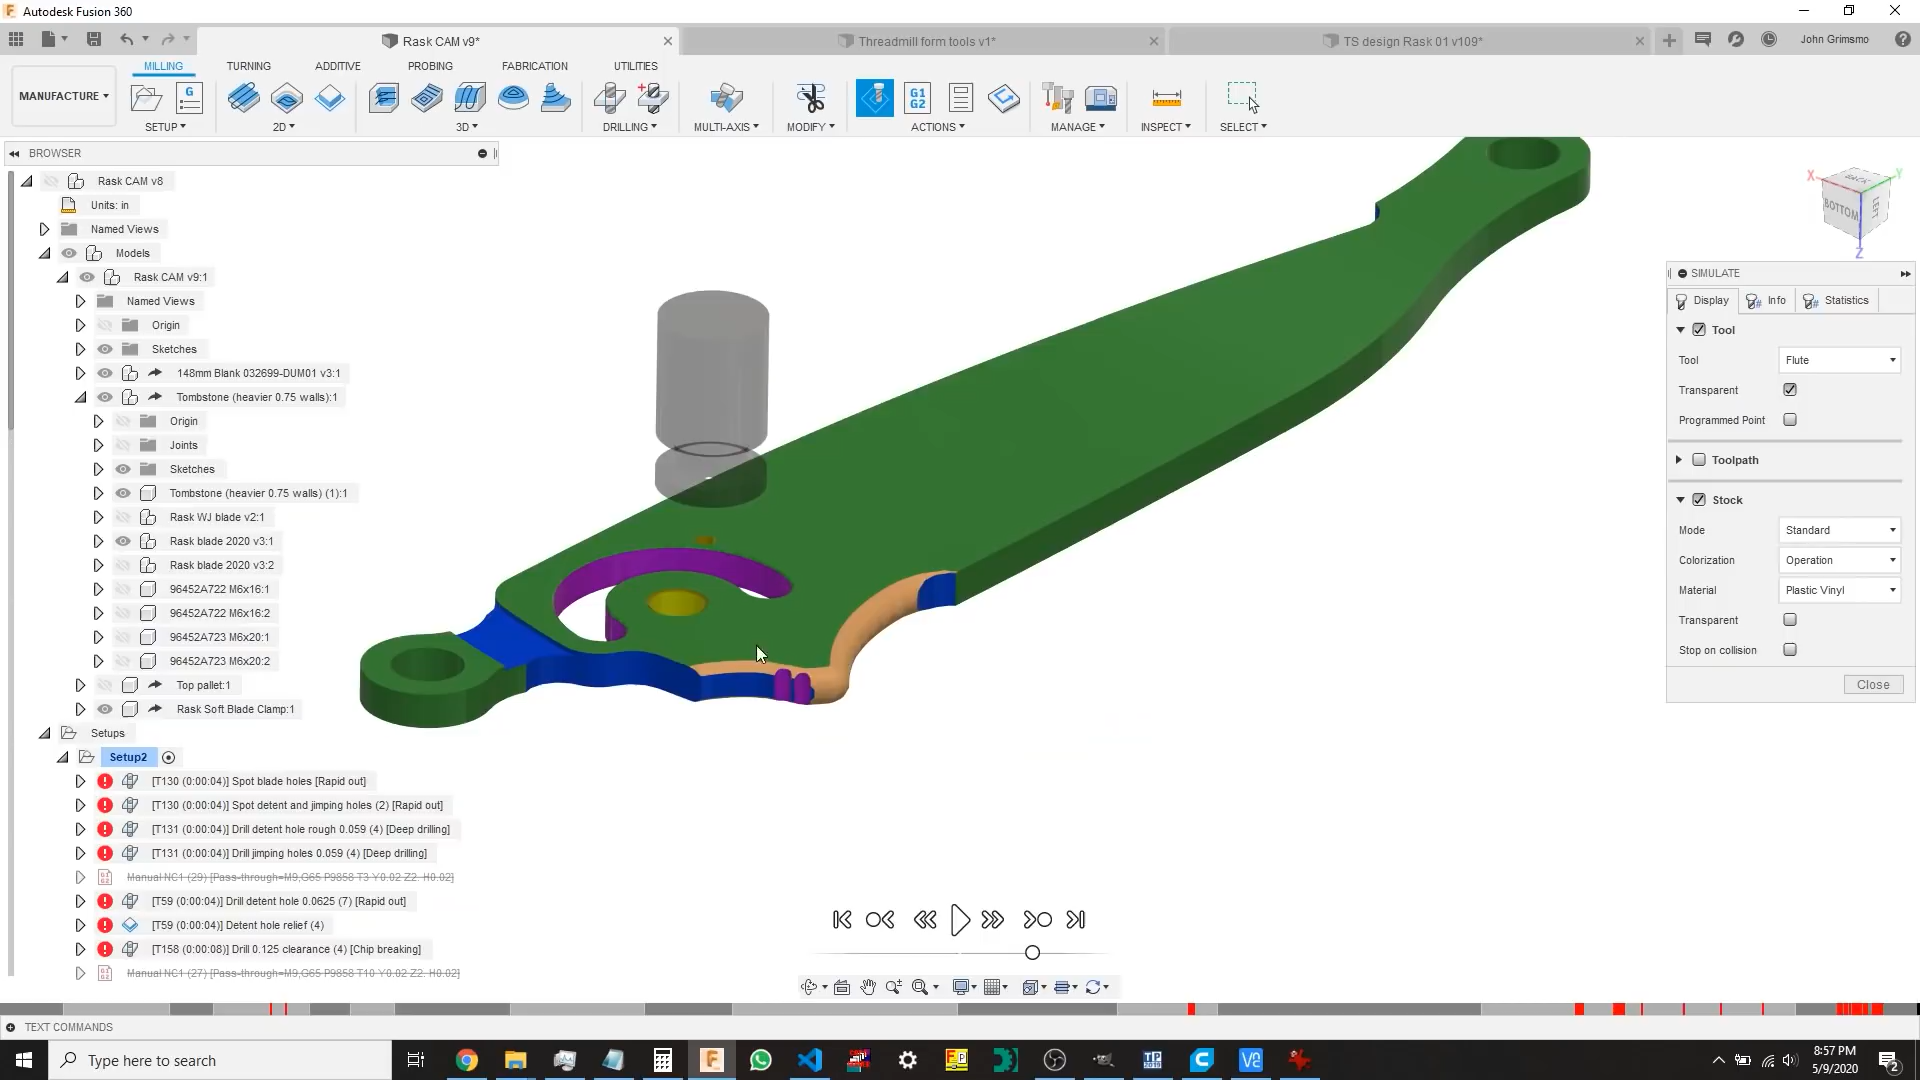 Autodesk Fusion 360
Rask CAM v9*
Threadmill form tools v1*
TS design Rask 01 v109*
John Grimsmo
MILLING
TURNING
ADDITIVE
PROBING
FABRICATION
UTILITIES
MANUFACTURE
G
G1
G2
SETUP
2D
3D
DRILLING
MULTI-AXIS
MODIFY
ACTIONS
MANAGE
INSPECT
SELECT
BROWSER
Rask CAM v8
Units: in
Named Views
Models
Rask CAM v9:1
Named Views
Origin
Sketches
148mm Blank 032699-DUM01 v3:1
Tombstone (heavier 0.75 walls):1
Origin
Joints
Sketches
Tombstone (heavier 0.75 walls) (1):1
Rask WJ blade v2:1
Rask blade 2020 v3:1
Rask blade 2020 v3:2
96452A722 M6x16:1
96452A722 M6x16:2
96452A723 M6x20:1
96452A723 M6x20:2
Top pallet:1
Rask Soft Blade Clamp:1
Setups
Setup2
[T130 (0:00:04)] Spot blade holes [Rapid out]
[T130 (0:00:04)] Spot detent and jimping holes (2) [Rapid out]
[T131 (0:00:04)] Drill detent hole rough 0.059 (4) [Deep drilling]
[T131 (0:00:04)] Drill jimping holes 0.059 (4) [Deep drilling]
Manual NC1 (29) [Pass-through=M9,G65 P9858 T3 Y0.02 Z2. H0.02]
[T59 (0:00:04)] Drill detent hole 0.0625 (7) [Rapid out]
[T59 (0:00:04)] Detent hole relief (4)
[T158 (0:00:08)] Drill 0.125 clearance (4) [Chip breaking]
Manual NC1 (27) [Pass-through=M9,G65 P9858 T10 Y0.02 Z2. H0.02]
X
Y
BACK
BOTTOM
LEFT
Z
SIMULATE
Display
Info
Statistics
Tool
Tool
Flute
Transparent
Programmed Point
Toolpath
Stock
Mode
Standard
Colorization
Operation
Material
Plastic Vinyl
Transparent
Stop on collision
Close
TEXT COMMANDS
Type here to search
8:57 PM
5/9/2020
2